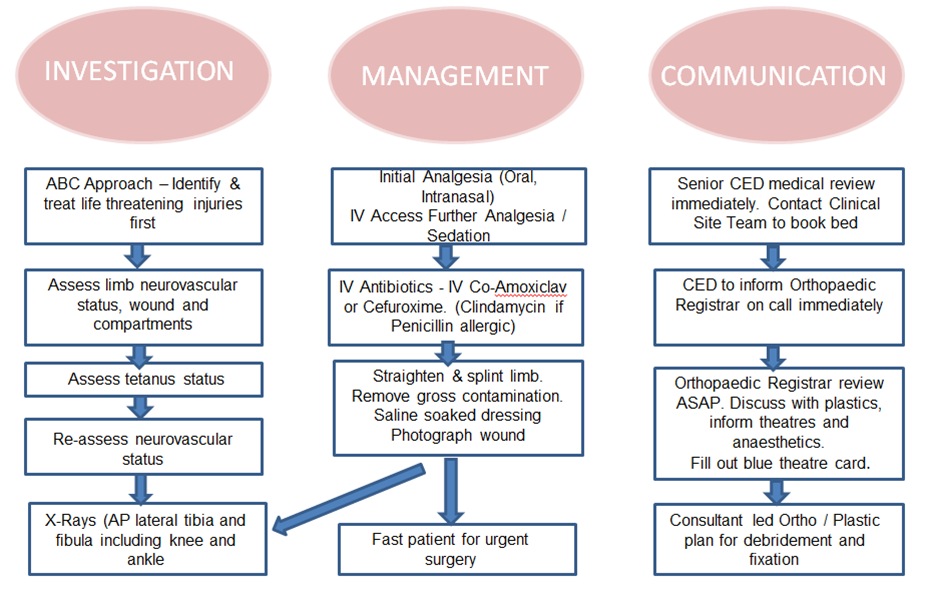 INVESTIGATION
ABC Approach – Identify &
treat life threatening injuries
first
Assess limb neurovascular
status, wound and
compartments
Assess tetanus status
Re-assess neurovascular
status
X-Rays (AP lateral tibia and
fibula including knee and
ankle
MANAGEMENT
Initial Analgesia (Oral,
Intranasal)
IV Access Further Analgesia /
Sedation
IV Antibiotics - IV Co-Amoxiclav
or Cefuroxime. (Clindamycin if
Penicillin allergic)
Straighten & splint limb.
Remove gross contamination.
Saline soaked dressing
Photograph wound
Fast patient for urgent
surgery
COMMUNICATION
Senior CED medical review
immediately. Contact Clinical
Site Team to book bed
CED to inform Orthopaedic
Registrar on call immediately
Orthopaedic Registrar review
ASAP. Discuss with plastics,
inform theatres and
anaesthetics.
Fill out blue theatre card.
Consultant led Ortho / Plastic
plan for debridement and
fixation